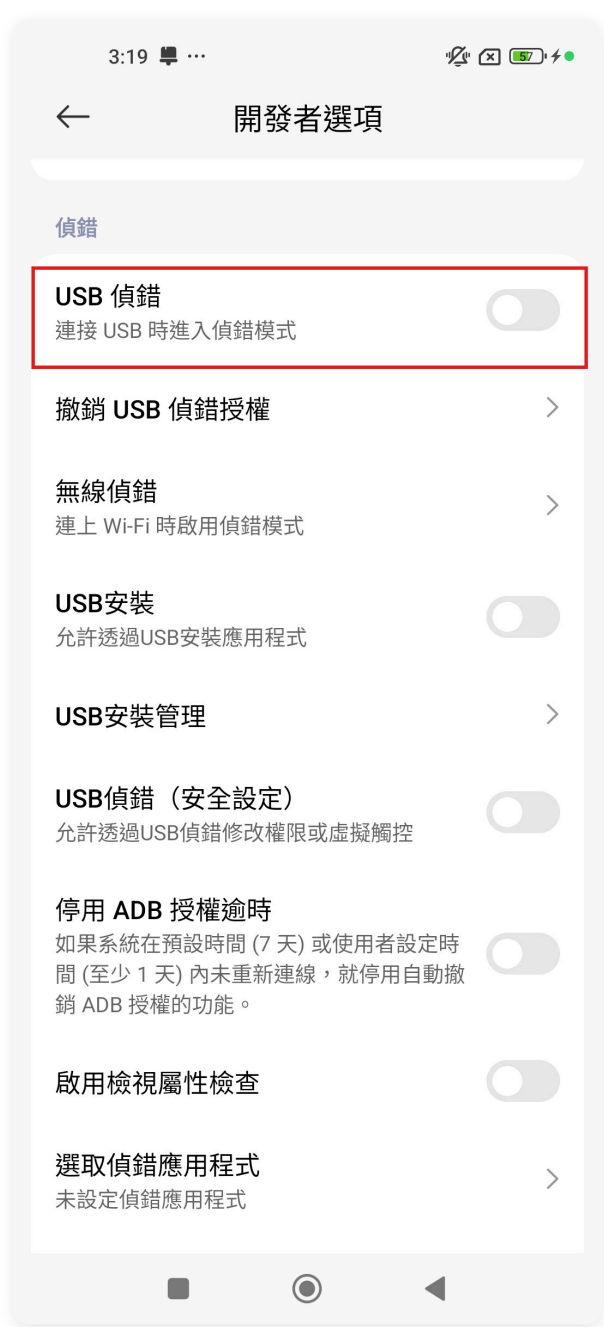 3:19 ...
57
開發者選項
偵錯
USB 偵錯
連接 USB 時進入偵錯模式
撤銷 USB 偵錯授權
無線偵錯
連上 Wi-Fi 時啟用偵錯模式
USB安裝
允許透過USB安裝應用程式
USB安裝管理
USB偵錯（安全設定）
允許透過USB偵錯修改權限或虛擬觸控
停用 ADB 授權逾時
如果系統在預設時間 (7 天) 或使用者設定時
間 (至少 1 天) 內未重新連線，就停用自動撤
銷 ADB 授權的功能。
啟用檢視屬性檢查
選取偵錯應用程式
未設定偵錯應用程式